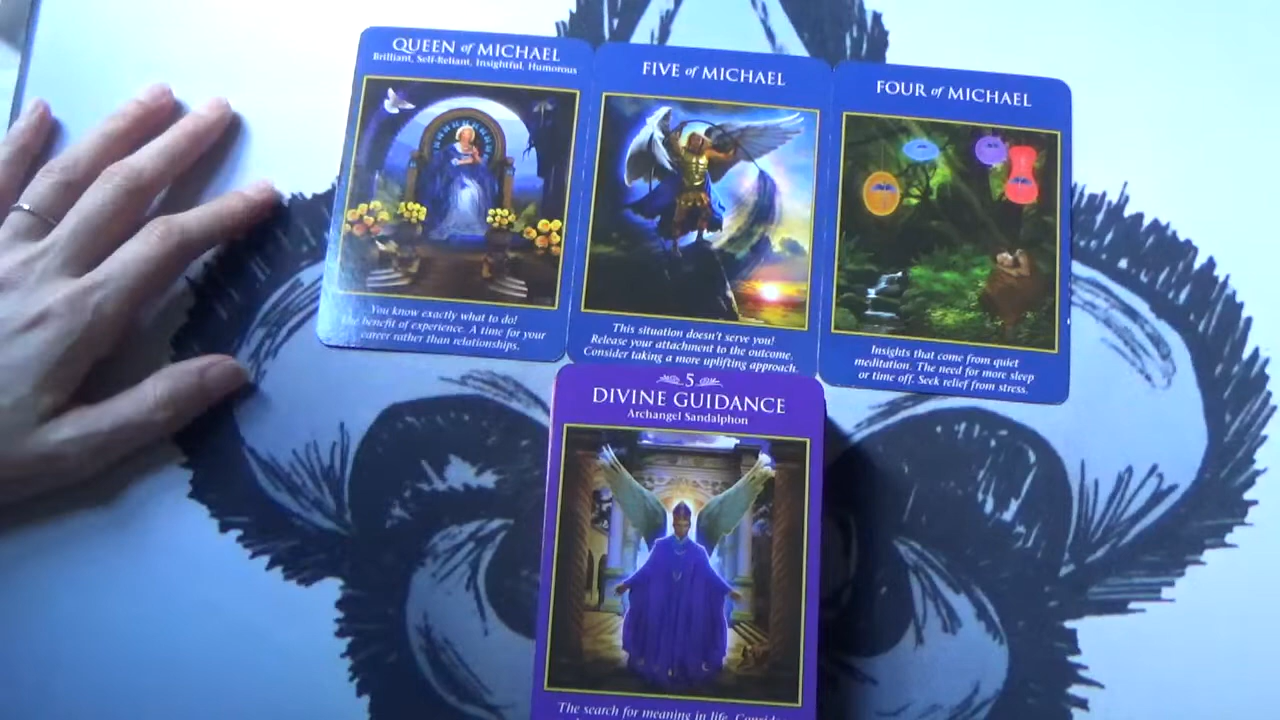 QUEEN of MICHAEL
Brilliant, Self-Reliant, Insightful, Humorous
You know exactly what to do!
The benefit of experience. A time for your
career rather than relationships.
FIVE of MICHAEL
This situation doesn't serve you!
Release your attachment to the outcome.
Consider taking a more uplifting approach.
FOUR of MICHAEL
Insights that come from quiet
meditation. The need for more sleep
or time off. Seek relief from stress.
5
DIVINE GUIDANCE
Archangel Sandalphon
The search for meaning in life.